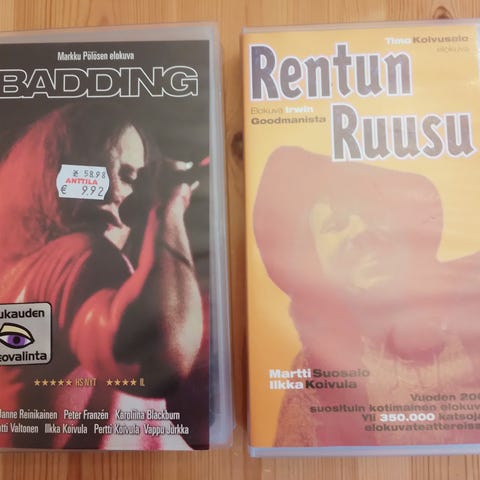 Markku Pölösen elokuva
BADDING
58.98
ANTTILA
€ 9.92
ukauden
eovalinta
★★★★★ HS NYT ★★★★ IL
Janne Reinikainen Peter Franzén Karoliina Blackburn
tti Valtonen Ilkka Koivula Pertti Koivula Vappu Jurkka
Timo Koivusalo
elokuva
Rentun
Elokuva Irwin
Goodmanista
Ruusu
Martti Suosalo
Ilkka Koivula
Vuoden 200
suosituin kotimainen elokuv
Yli 350.000 katsoja
elokuvateattereiss